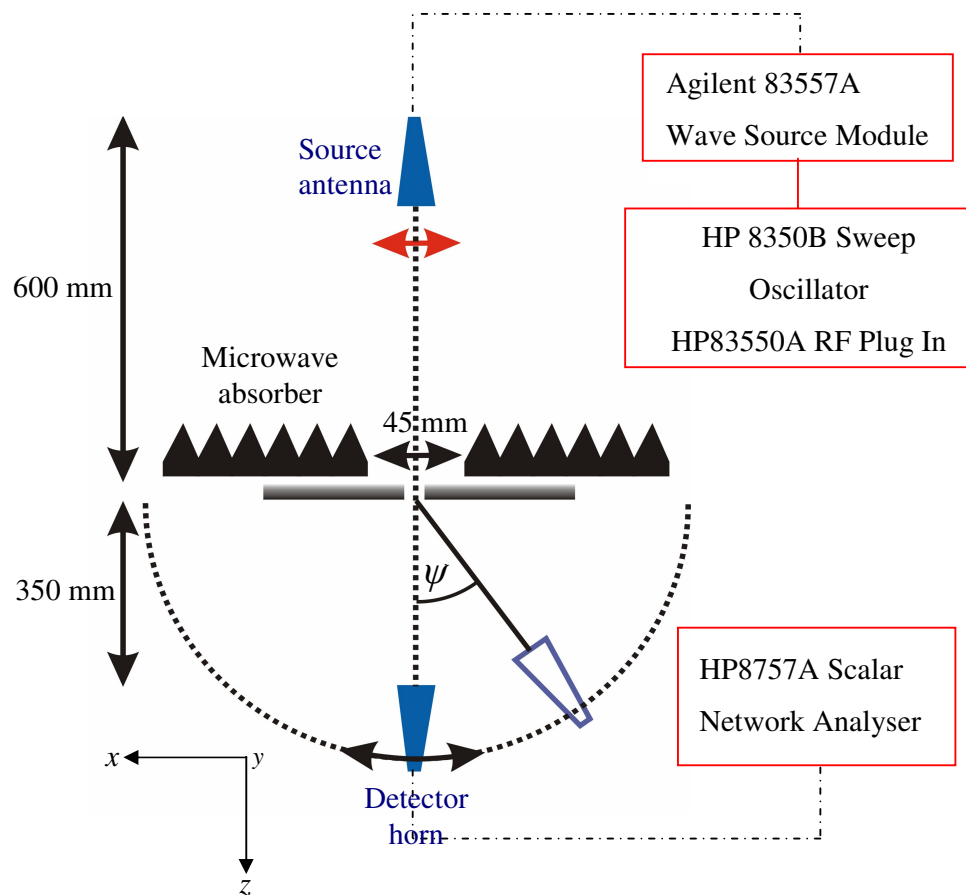 Agilent 83557A
Wave Source Module
Source
antenna
HP 8350B Sweep
Oscillator
HP83550A RF Plug In
600 mm
Microwave
absorber
45 mm
350 mm
ψ
HP8757A Scalar
Network Analyser
x
y
z
Detector
horn